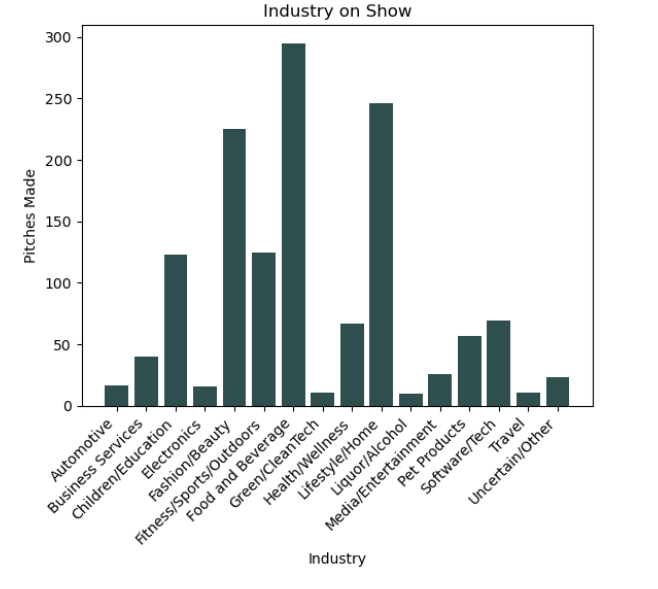 Industry on Show
300
250
200
150
100
50
0
Pitches Made
Automotive
Business Services
Children/Education
Electronics
Fashion/Beauty
Fitness/Sports/Outdoors
Food and Beverage
Green/CleanTech
Health/Wellness
Lifestyle/Home
Liquor/Alcohol
Media/Entertainment
Pet Products
Software/Tech
Travel
Uncertain/Other
Industry